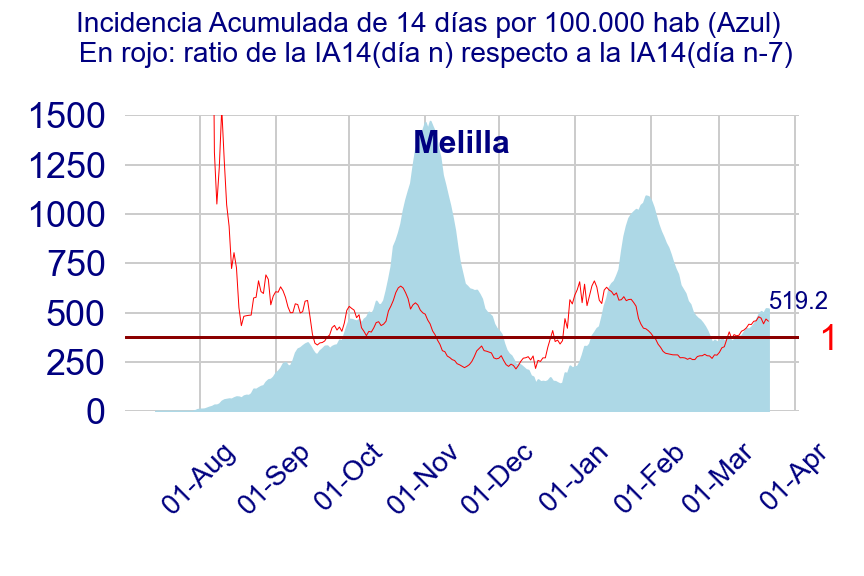 Incidencia Acumulada de 14 días por 100.000 hab (Azul)
En rojo: ratio de la IA14(día n) respecto a la IA14(día n-7)
1500
Melilla
1250
1000
750
519.2
500
1
250
0
01-Aug
01-Sep
01-Oct
01-Nov
01-Dec
01-Jan
01-Feb
01-Mar
01-Apr